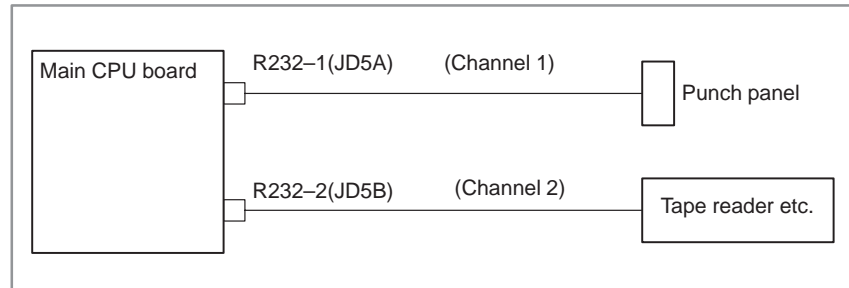 Main CPU board
R232–1(JD5A) (Channel 1)
Punch panel
R232–2(JD5B) (Channel 2)
Tape reader etc.